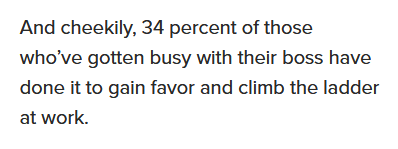 And cheekily, 34 percent of those
who've gotten busy with their boss have
done it to gain favor and climb the ladder
at work.